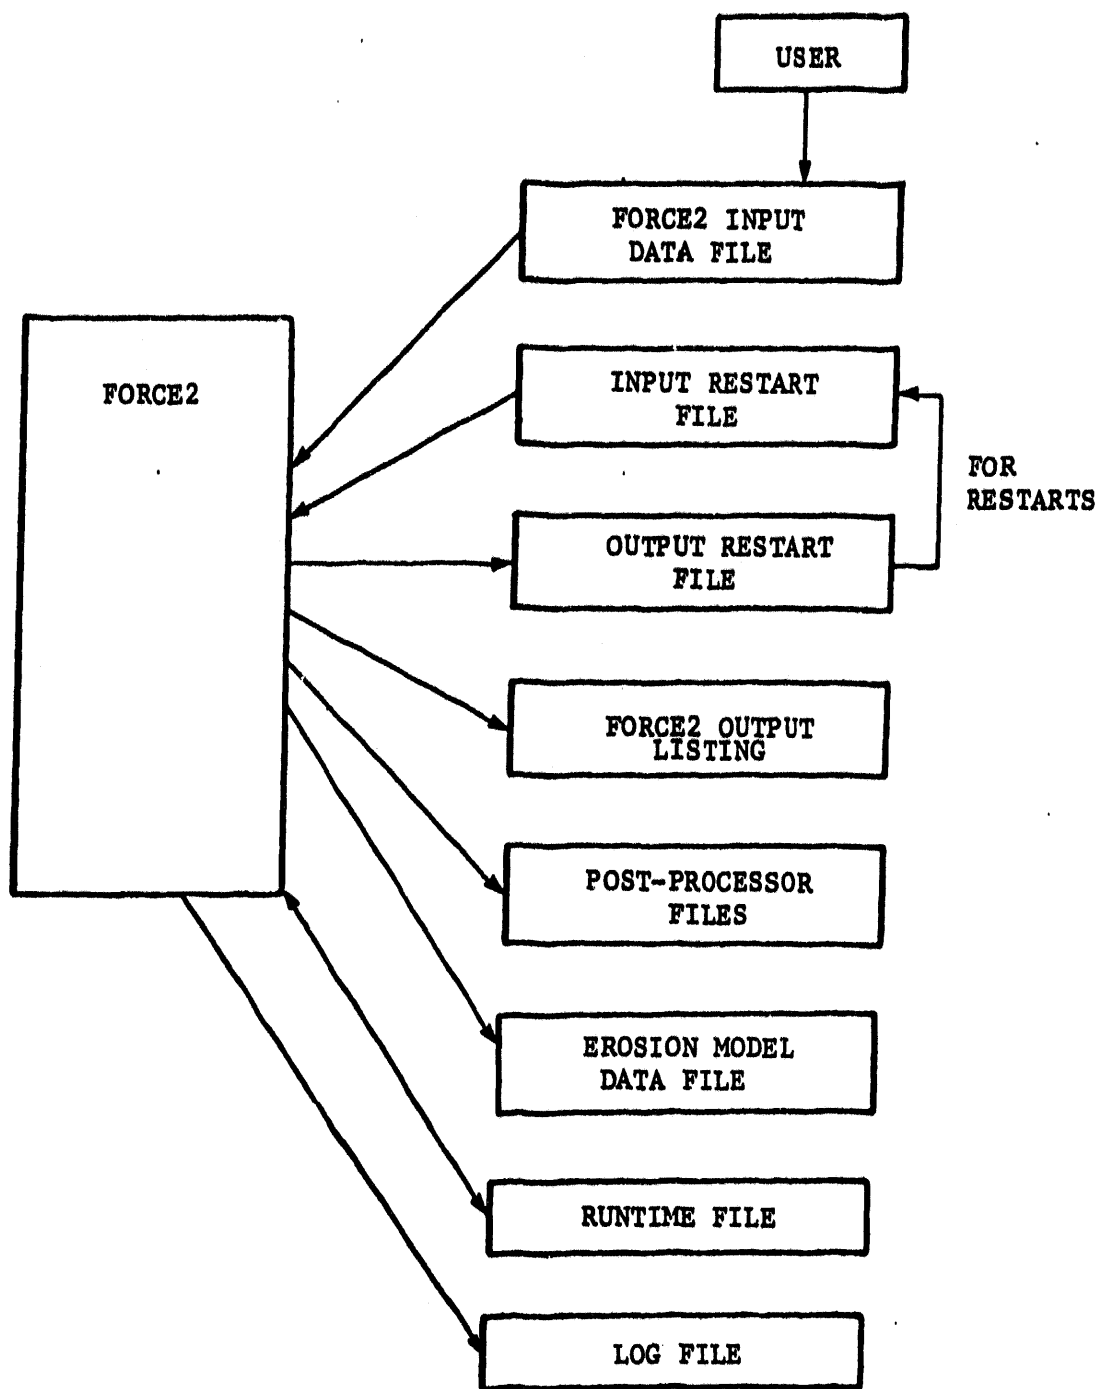 USER
FORCE2 INPUT
DATA FILE
FORCE2
INPUT RESTART
FILE
FOR
RESTARTS
OUTPUT RESTART
FILE
FORCE2 OUTPUT
LISTING
POST-PROCESSOR
FILES
EROSION MODEL
DATA FILE
RUNTIME FILE
LOG FILE